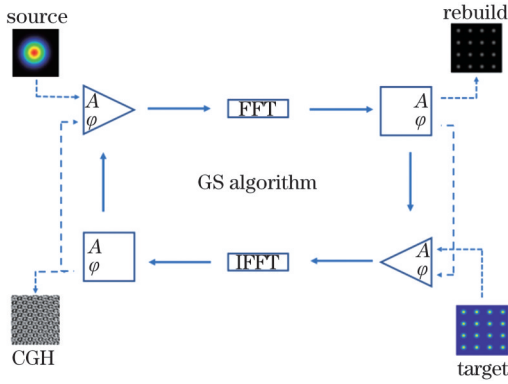 source
rebuild
A
φ
FFT
A
φ
GS algorithm
A
φ
IFFT
A
φ
CGH
target